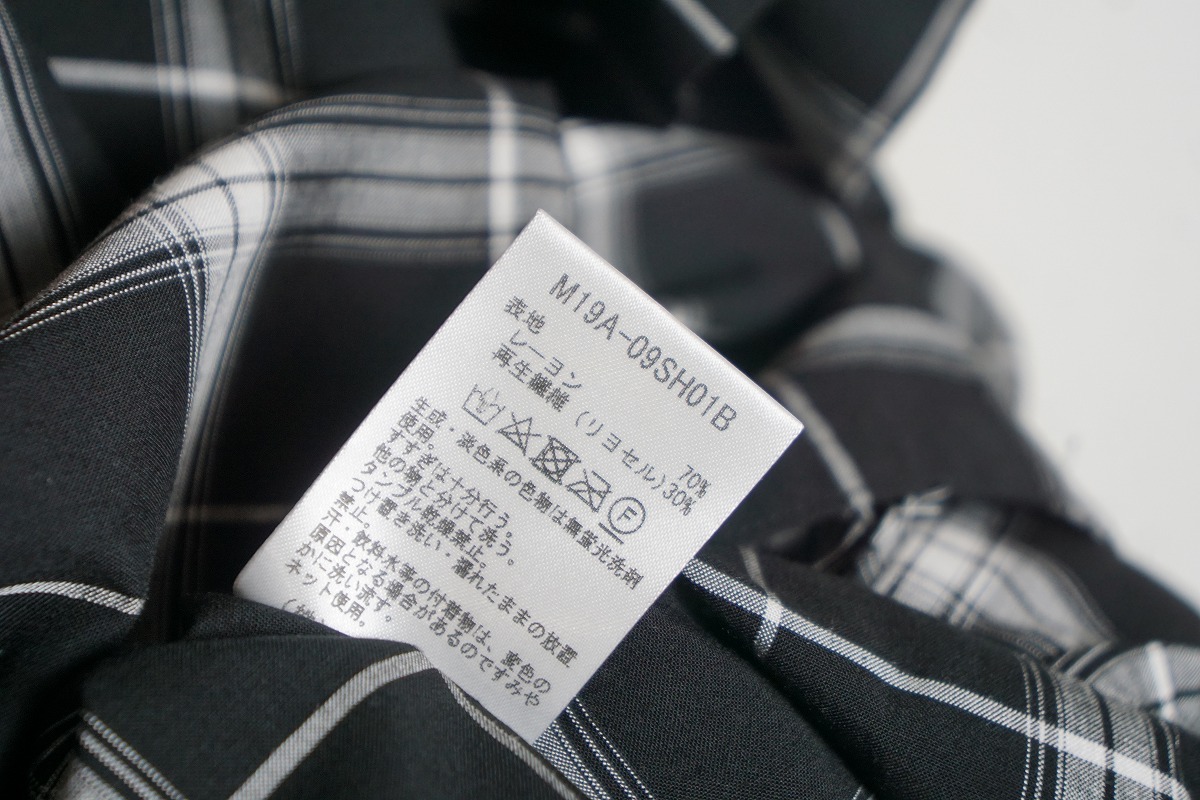 M19A-09SH01B
表地
レーヨン 70%
再生繊維(リヨセル)30%
F
生成・淡色系の色物は無蛍光洗剤
使用。
すすぎは十分行う。
他の物と分けて洗う。
タンブル乾燥禁止。
つけ置き洗い・濡れたままの放置
禁止。
汗・飲料水等の付着物は、変色の
原因となる場合があるのですみや
かに洗い流す。
ネット使用。